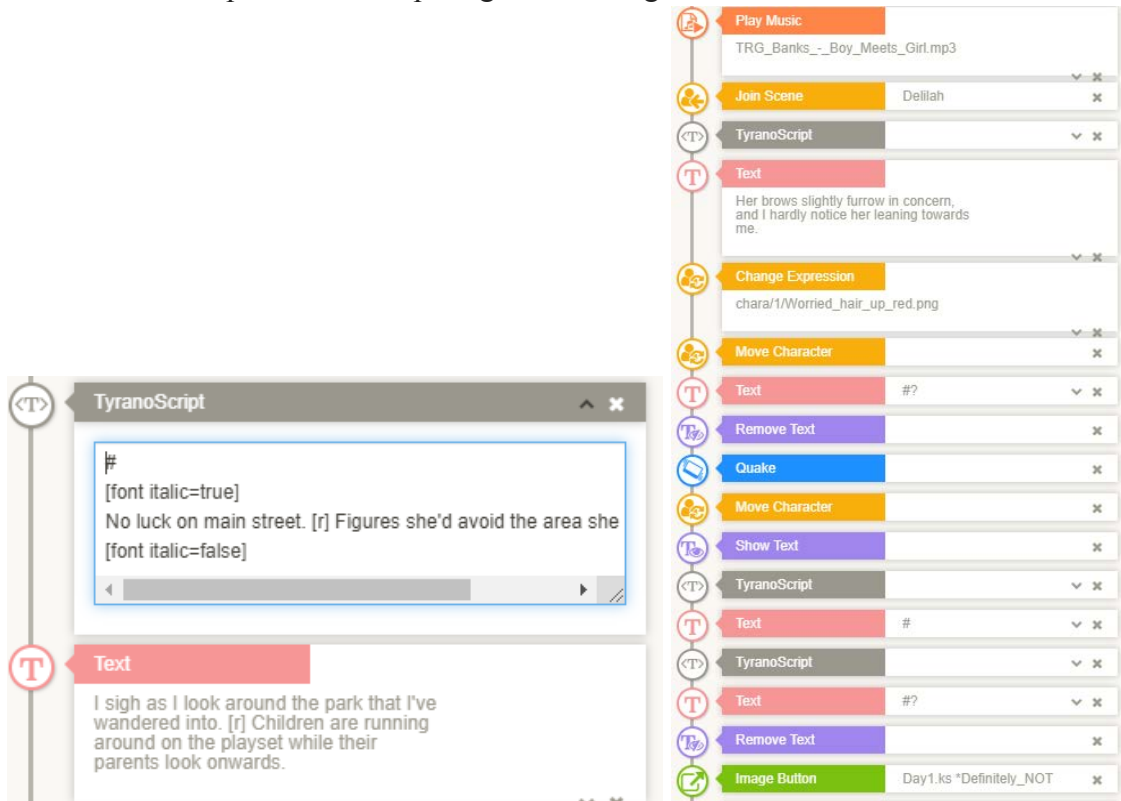 Play Music
TRG_Banks_-_Boy_Meets_Girl.mp3
Join Scene Delilah
<T> TyranoScript
T Text
Her brows slightly furrow in concern,
and I hardly notice her leaning towards
me.
Change Expression
chara/1/Worried_hair_up_red.png
Move Character
T Text #?
Remove Text
Quake
Move Character
Show Text
<T> TyranoScript
T Text #
<T> TyranoScript
T Text #?
Remove Text
Image Button Day1.ks *Definitely_NOT
<T> TyranoScript
#
[font italic=true]
No luck on main street. [r] Figures she'd avoid the area she
[font italic=false]
T Text
I sigh as I look around the park that I've
wandered into. [r] Children are running
around on the playset while their
parents look onwards.